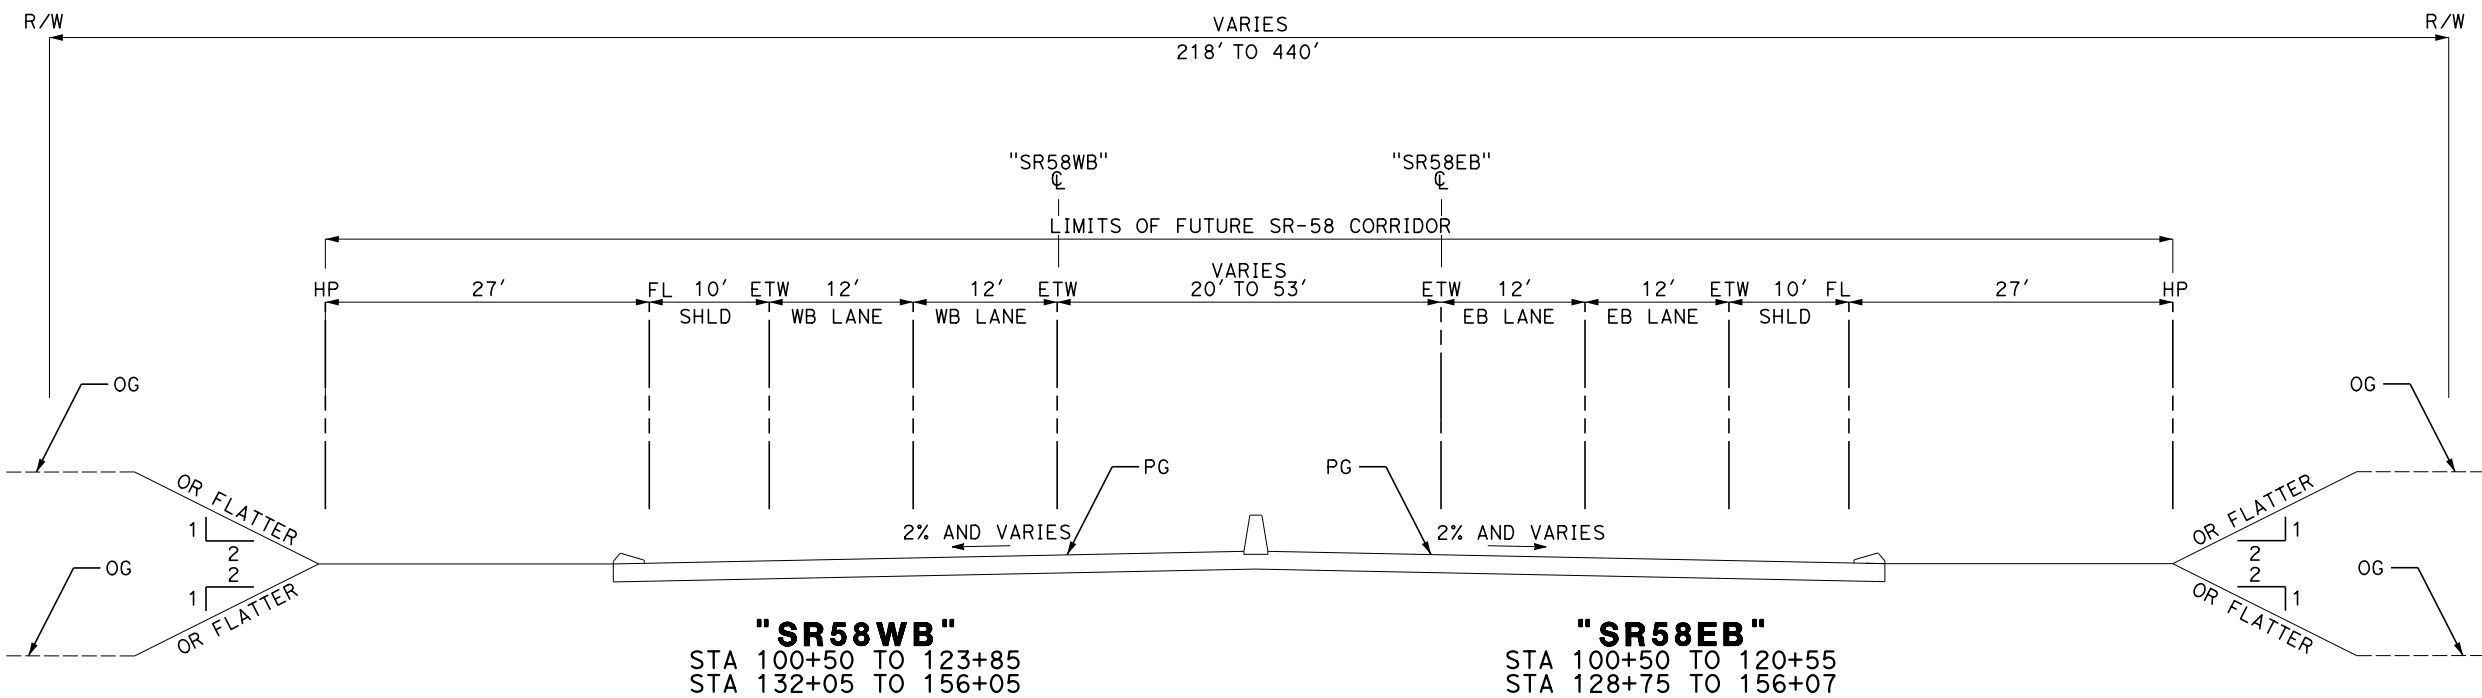 R/W
VARIES
R/W
218' TO 440'
"SR58WB"
℄
"SR58EB"
℄
LIMITS OF FUTURE SR-58 CORRIDOR
VARIES
HP 27' FL 10' ETW 12' 12' ETW 20' TO 53' ETW 12' 12' ETW 10' FL 27' HP
SHLD WB LANE WB LANE EB LANE EB LANE SHLD
OG
OG
PG
PG
OR FLATTER
OR FLATTER
2% AND VARIES
2% AND VARIES
1
2
1
2
OG
OG
2
1
2
1
OR FLATTER
OR FLATTER
"SR58WB"
STA 100+50 TO 123+85
STA 132+05 TO 156+05
"SR58EB"
STA 100+50 TO 120+55
STA 128+75 TO 156+07